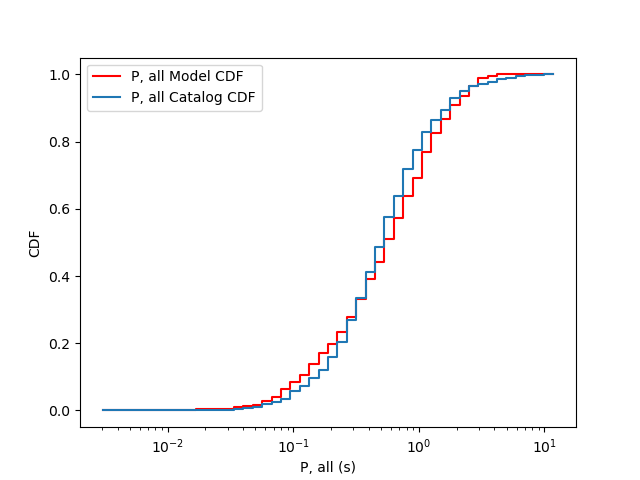 P, all Model CDF
P, all Catalog CDF
1.0
0.8
0.6
0.4
0.2
0.0
CDF
10⁻² 10⁻¹ 10⁰ 10¹
P, all (s)